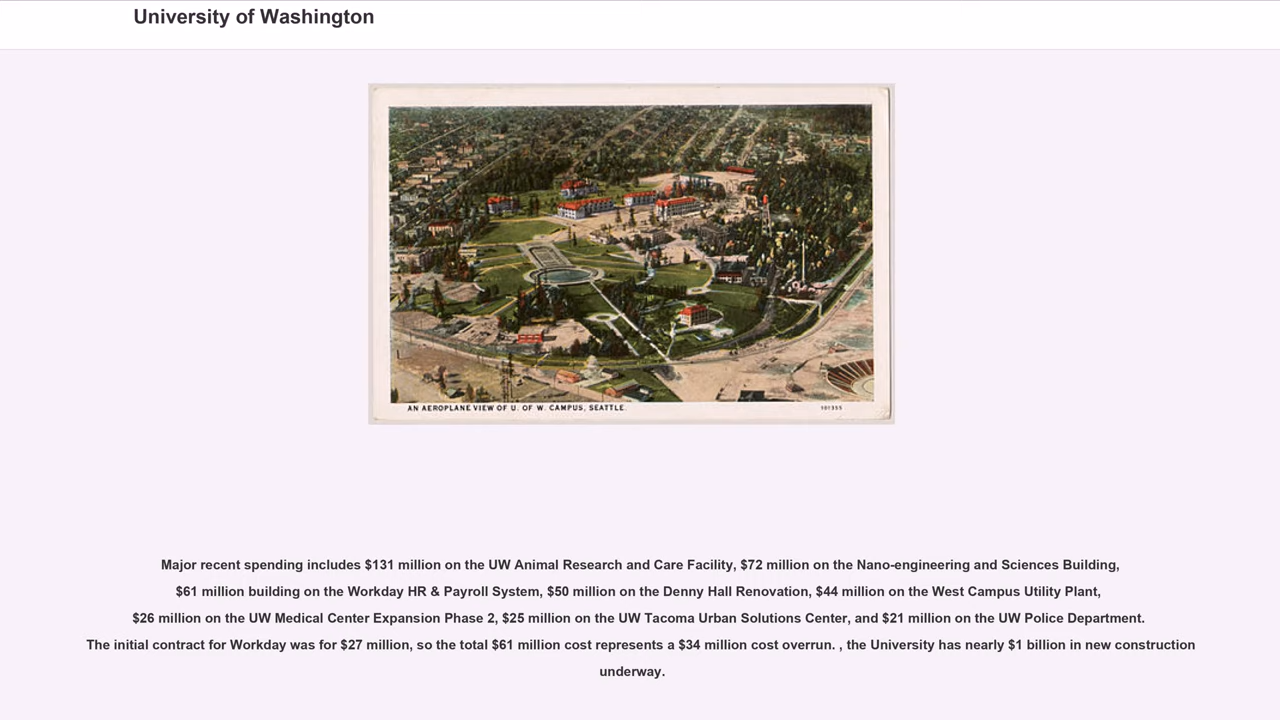 University of Washington
AN AEROPLANE VIEW OF U. OF W. CAMPUS, SEATTLE.
101355
Major recent spending includes $131 million on the UW Animal Research and Care Facility, $72 million on the Nano-engineering and Sciences Building,
$61 million building on the Workday HR & Payroll System, $50 million on the Denny Hall Renovation, $44 million on the West Campus Utility Plant,
$26 million on the UW Medical Center Expansion Phase 2, $25 million on the UW Tacoma Urban Solutions Center, and $21 million on the UW Police Department.
The initial contract for Workday was for $27 million, so the total $61 million cost represents a $34 million cost overrun. , the University has nearly $1 billion in new construction
underway.